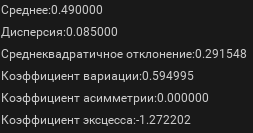 Среднее:0.490000
Дисперсия:0.085000
Среднеквадратичное отклонение:0.291548
Коэффициент вариации:0.594995
Коэффициент асимметрии:0.000000
Коэффициент эксцесса:-1.272202